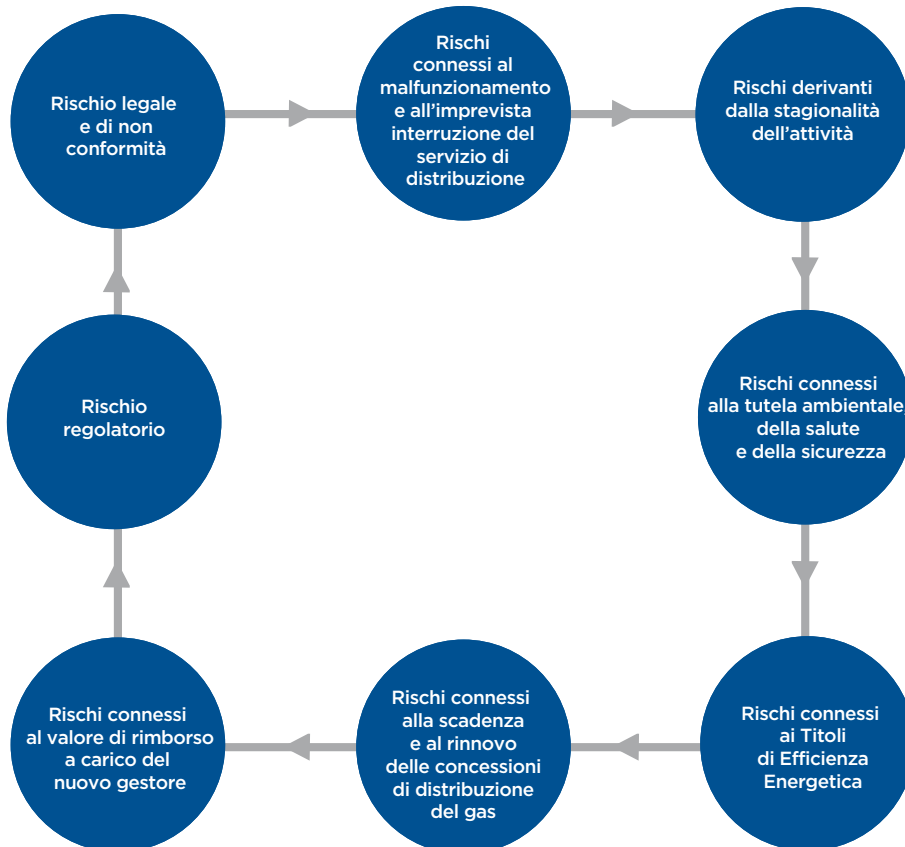 Rischio legale
e di non
conformità
Rischi
connessi al
malfunzionamento
e all’imprevista
interruzione del
servizio di
distribuzione
Rischi derivanti
dalla stagionalità
dell’attività
Rischi connessi
alla tutela ambientale,
della salute
e della sicurezza
Rischi connessi
ai Titoli
di Efficienza
Energetica
Rischi connessi
alla scadenza
e al rinnovo
delle concessioni
di distribuzione
del gas
Rischi connessi
al valore di rimborso
a carico del
nuovo gestore
Rischio
regolatorio